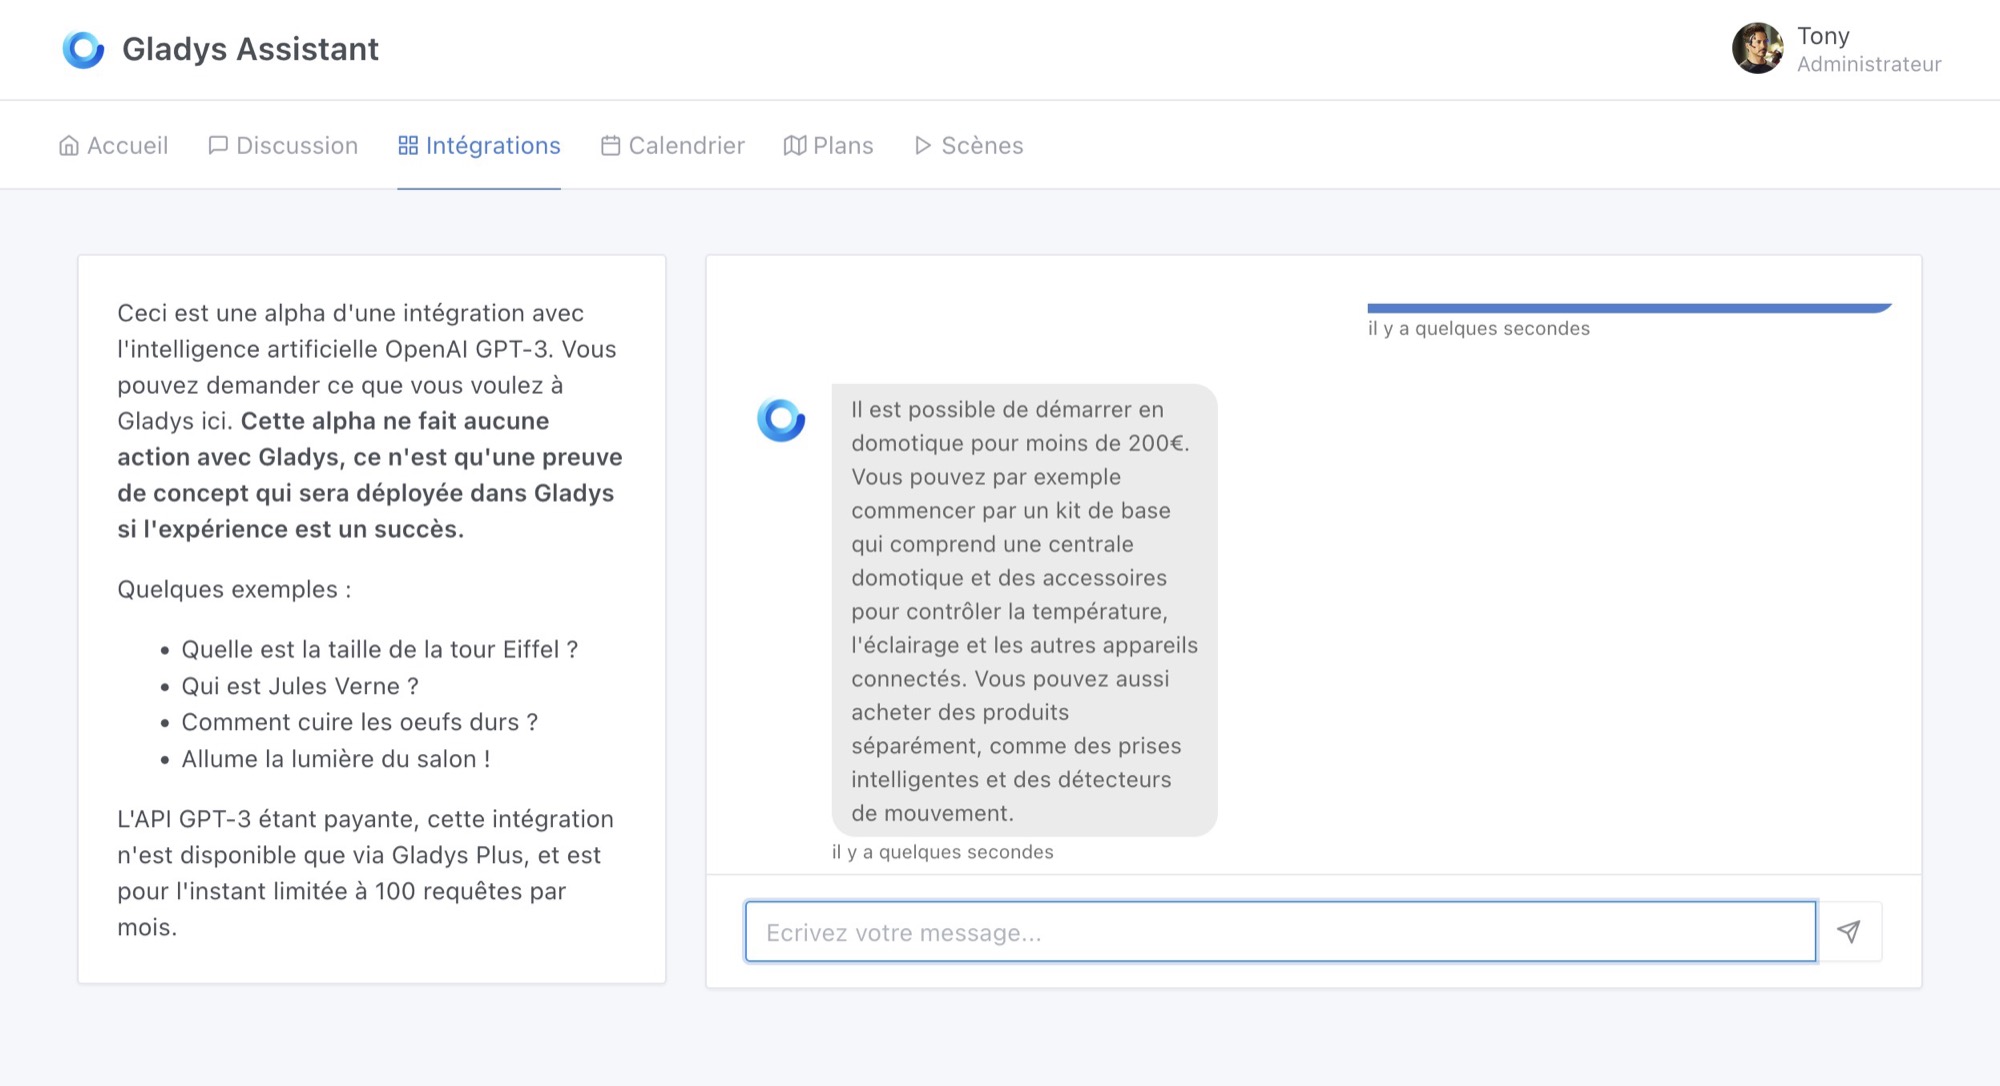 Gladys Assistant
Tony
Administrateur
Accueil
Discussion
Intégrations
Calendrier
Plans
Scènes
Ceci est une alpha d'une intégration avec
l'intelligence artificielle OpenAI GPT-3. Vous
pouvez demander ce que vous voulez à
Gladys ici. Cette alpha ne fait aucune
action avec Gladys, ce n'est qu'une preuve
de concept qui sera déployée dans Gladys
si l'expérience est un succès.
Quelques exemples :
• Quelle est la taille de la tour Eiffel ?
• Qui est Jules Verne ?
• Comment cuire les oeufs durs ?
• Allume la lumière du salon !
L'API GPT-3 étant payante, cette intégration
n'est disponible que via Gladys Plus, et est
pour l'instant limitée à 100 requêtes par
mois.
il y a quelques secondes
Il est possible de démarrer en
domotique pour moins de 200€.
Vous pouvez par exemple
commencer par un kit de base
qui comprend une centrale
domotique et des accessoires
pour contrôler la température,
l'éclairage et les autres appareils
connectés. Vous pouvez aussi
acheter des produits
séparément, comme des prises
intelligentes et des détecteurs
de mouvement.
il y a quelques secondes
Ecrivez votre message...